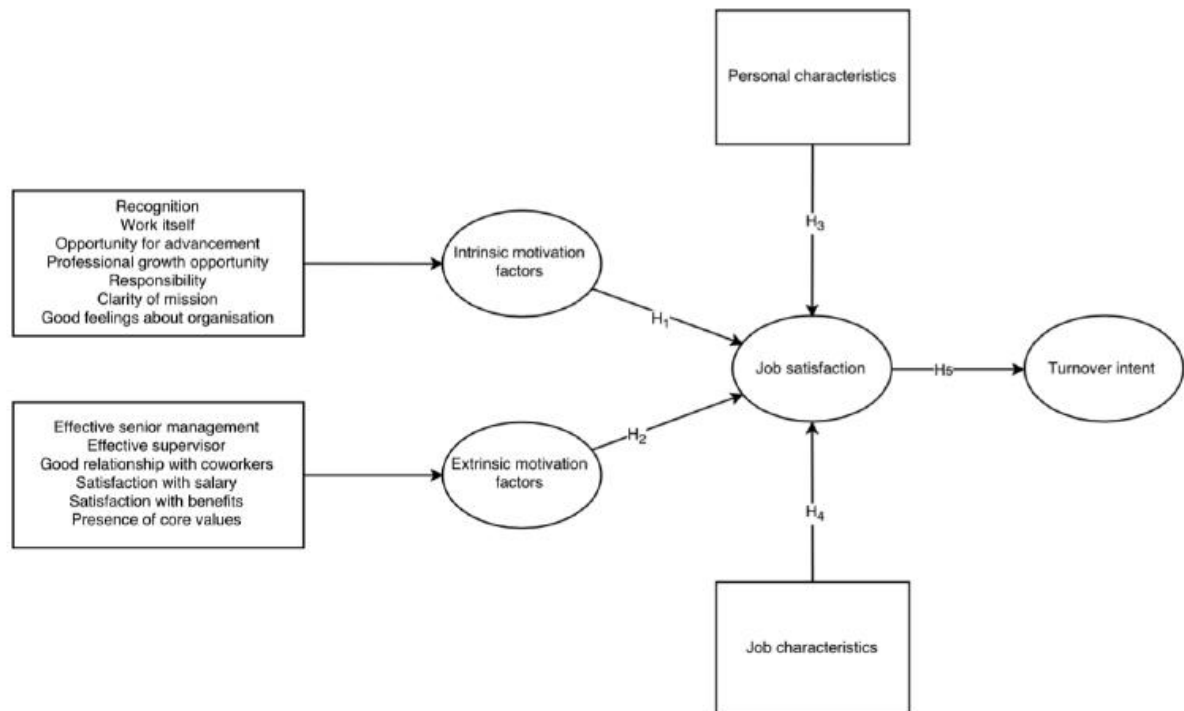 Personal characteristics
H3
Recognition
Work itself
Opportunity for advancement
Professional growth opportunity
Responsibility
Clarity of mission
Good feelings about organisation
Intrinsic motivation
factors
H1
Job satisfaction
H5
Turnover intent
Effective senior management
Effective supervisor
Good relationship with coworkers
Satisfaction with salary
Satisfaction with benefits
Presence of core values
Extrinsic motivation
factors
H2
H4
Job characteristics